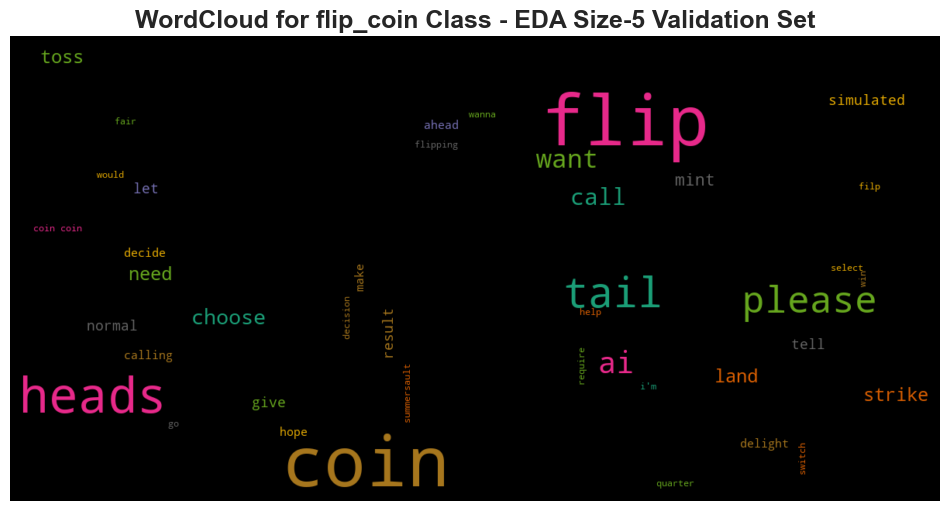 WordCloud for flip_coin Class - EDA Size-5 Validation Set
toss
flip
simulated
fair
wanna
ahead
flipping
want
mint
would
let
call
filp
coin coin
decide
need
make
select
win
tail
please
choose
decision
result
help
normal
tell
calling
require
ai
land
i'm
heads
summersault
strike
give
go
hope
coin
delight
switch
quarter